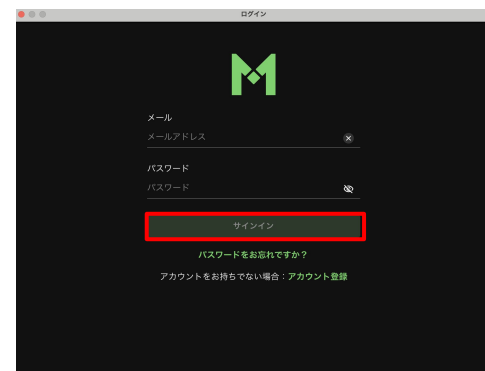 ログイン
メール
メールアドレス
パスワード
パスワード
サインイン
パスワードをお忘れですか？
アカウントをお持ちでない場合：アカウント登録